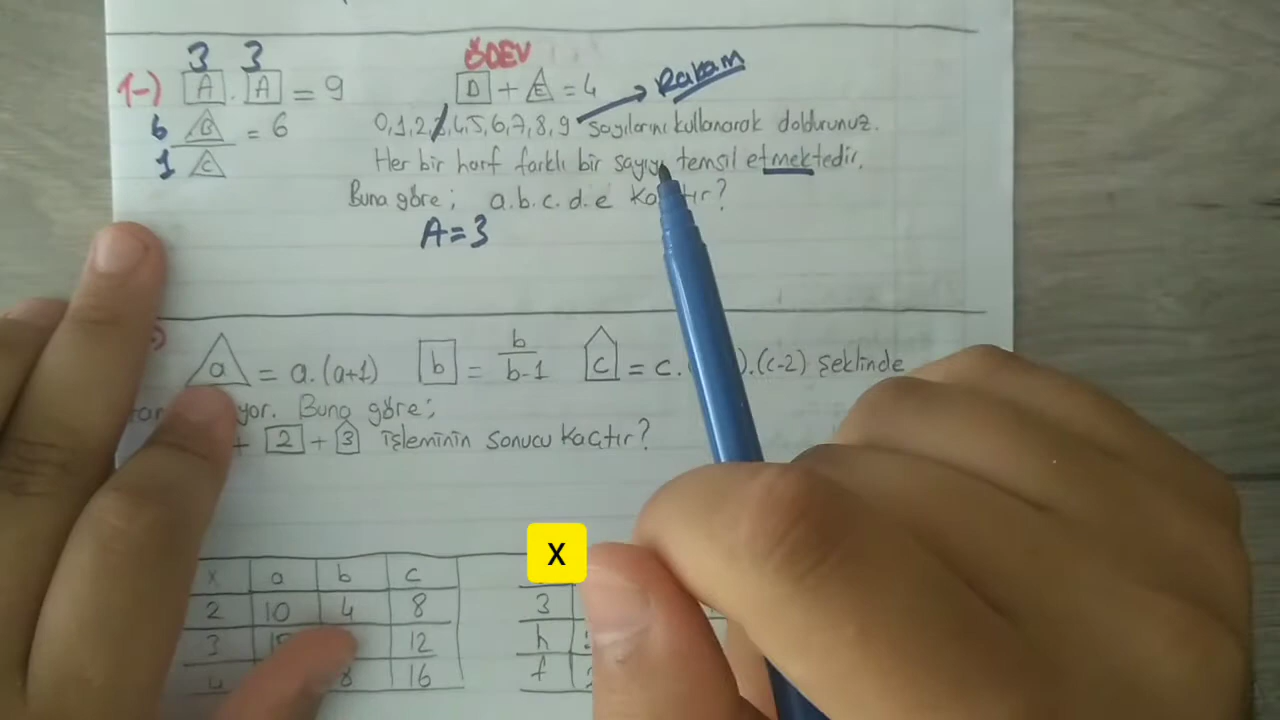 3 3
1-) A . A = 9
ÖDEV
D + E = 4
Rakam
6 B = 6
1 C
0,1,2,3,4,5,6,7,8,9 sayılarını kullanarak doldurunuz.
Her bir harf farklı bir sayıyı temsil etmektedir.
Buna göre; a.b.c.d.e
A=3
a = a.(a+1) b = b/b-1 c = c. ).(c-2) şeklinde
Buna göre;
+ 2 + 3 işleminin sonucu kaçtır?
X
x a b c
2 10 4 8
3 12
8 16
3
h
f